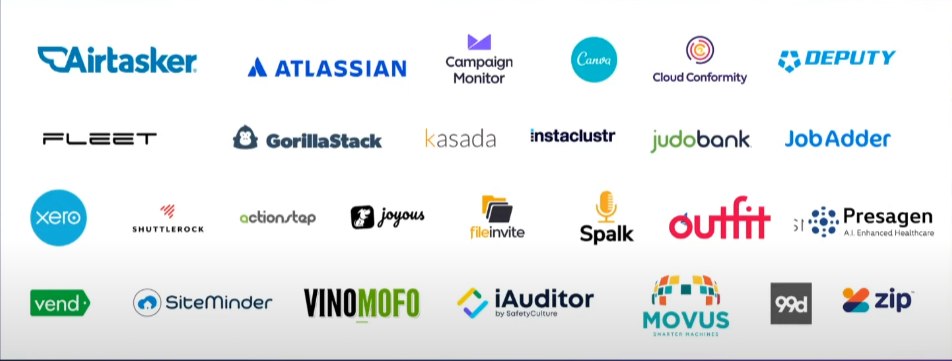 Airtasker
ATLASSIAN
Campaign
Monitor
Canva
Cloud Conformity
DEPUTY
FLEET
GorillaStack
kasada
instaclustr
judobank
JobAdder
xero
SHUTTLEROCK
actionstep
joyous
fileinvite
Spalk
outfit
Presagen
A.I. Enhanced Healthcare
vend
SiteMinder
VINOMOFO
iAuditor
by SafetyCulture
MOVUS
SMARTER MACHINES
99d
zip